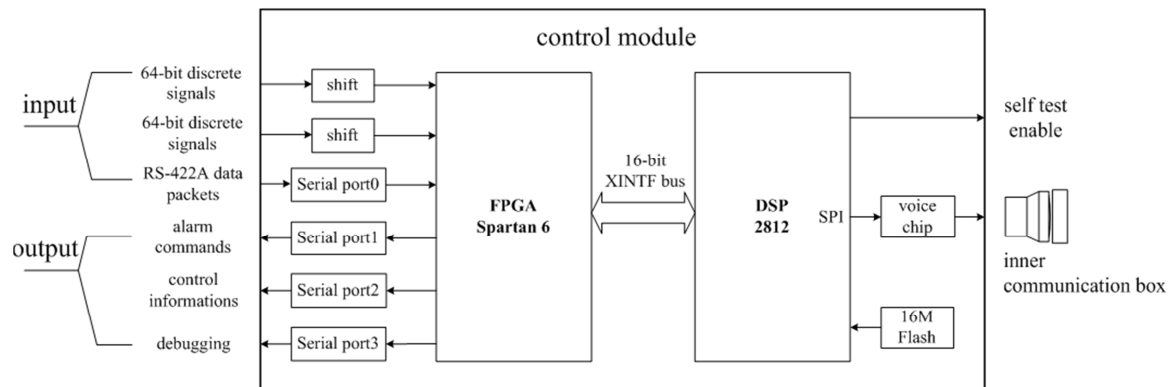 control module
input
64-bit discrete
signals
shift
64-bit discrete
signals
shift
RS-422A data
packets
Serial port0
output
alarm
commands
Serial port1
control
informations
Serial port2
debugging
Serial port3
FPGA
Spartan 6
16-bit
XINTF bus
DSP
2812
SPI
voice
chip
16M
Flash
self test
enable
inner
communication box